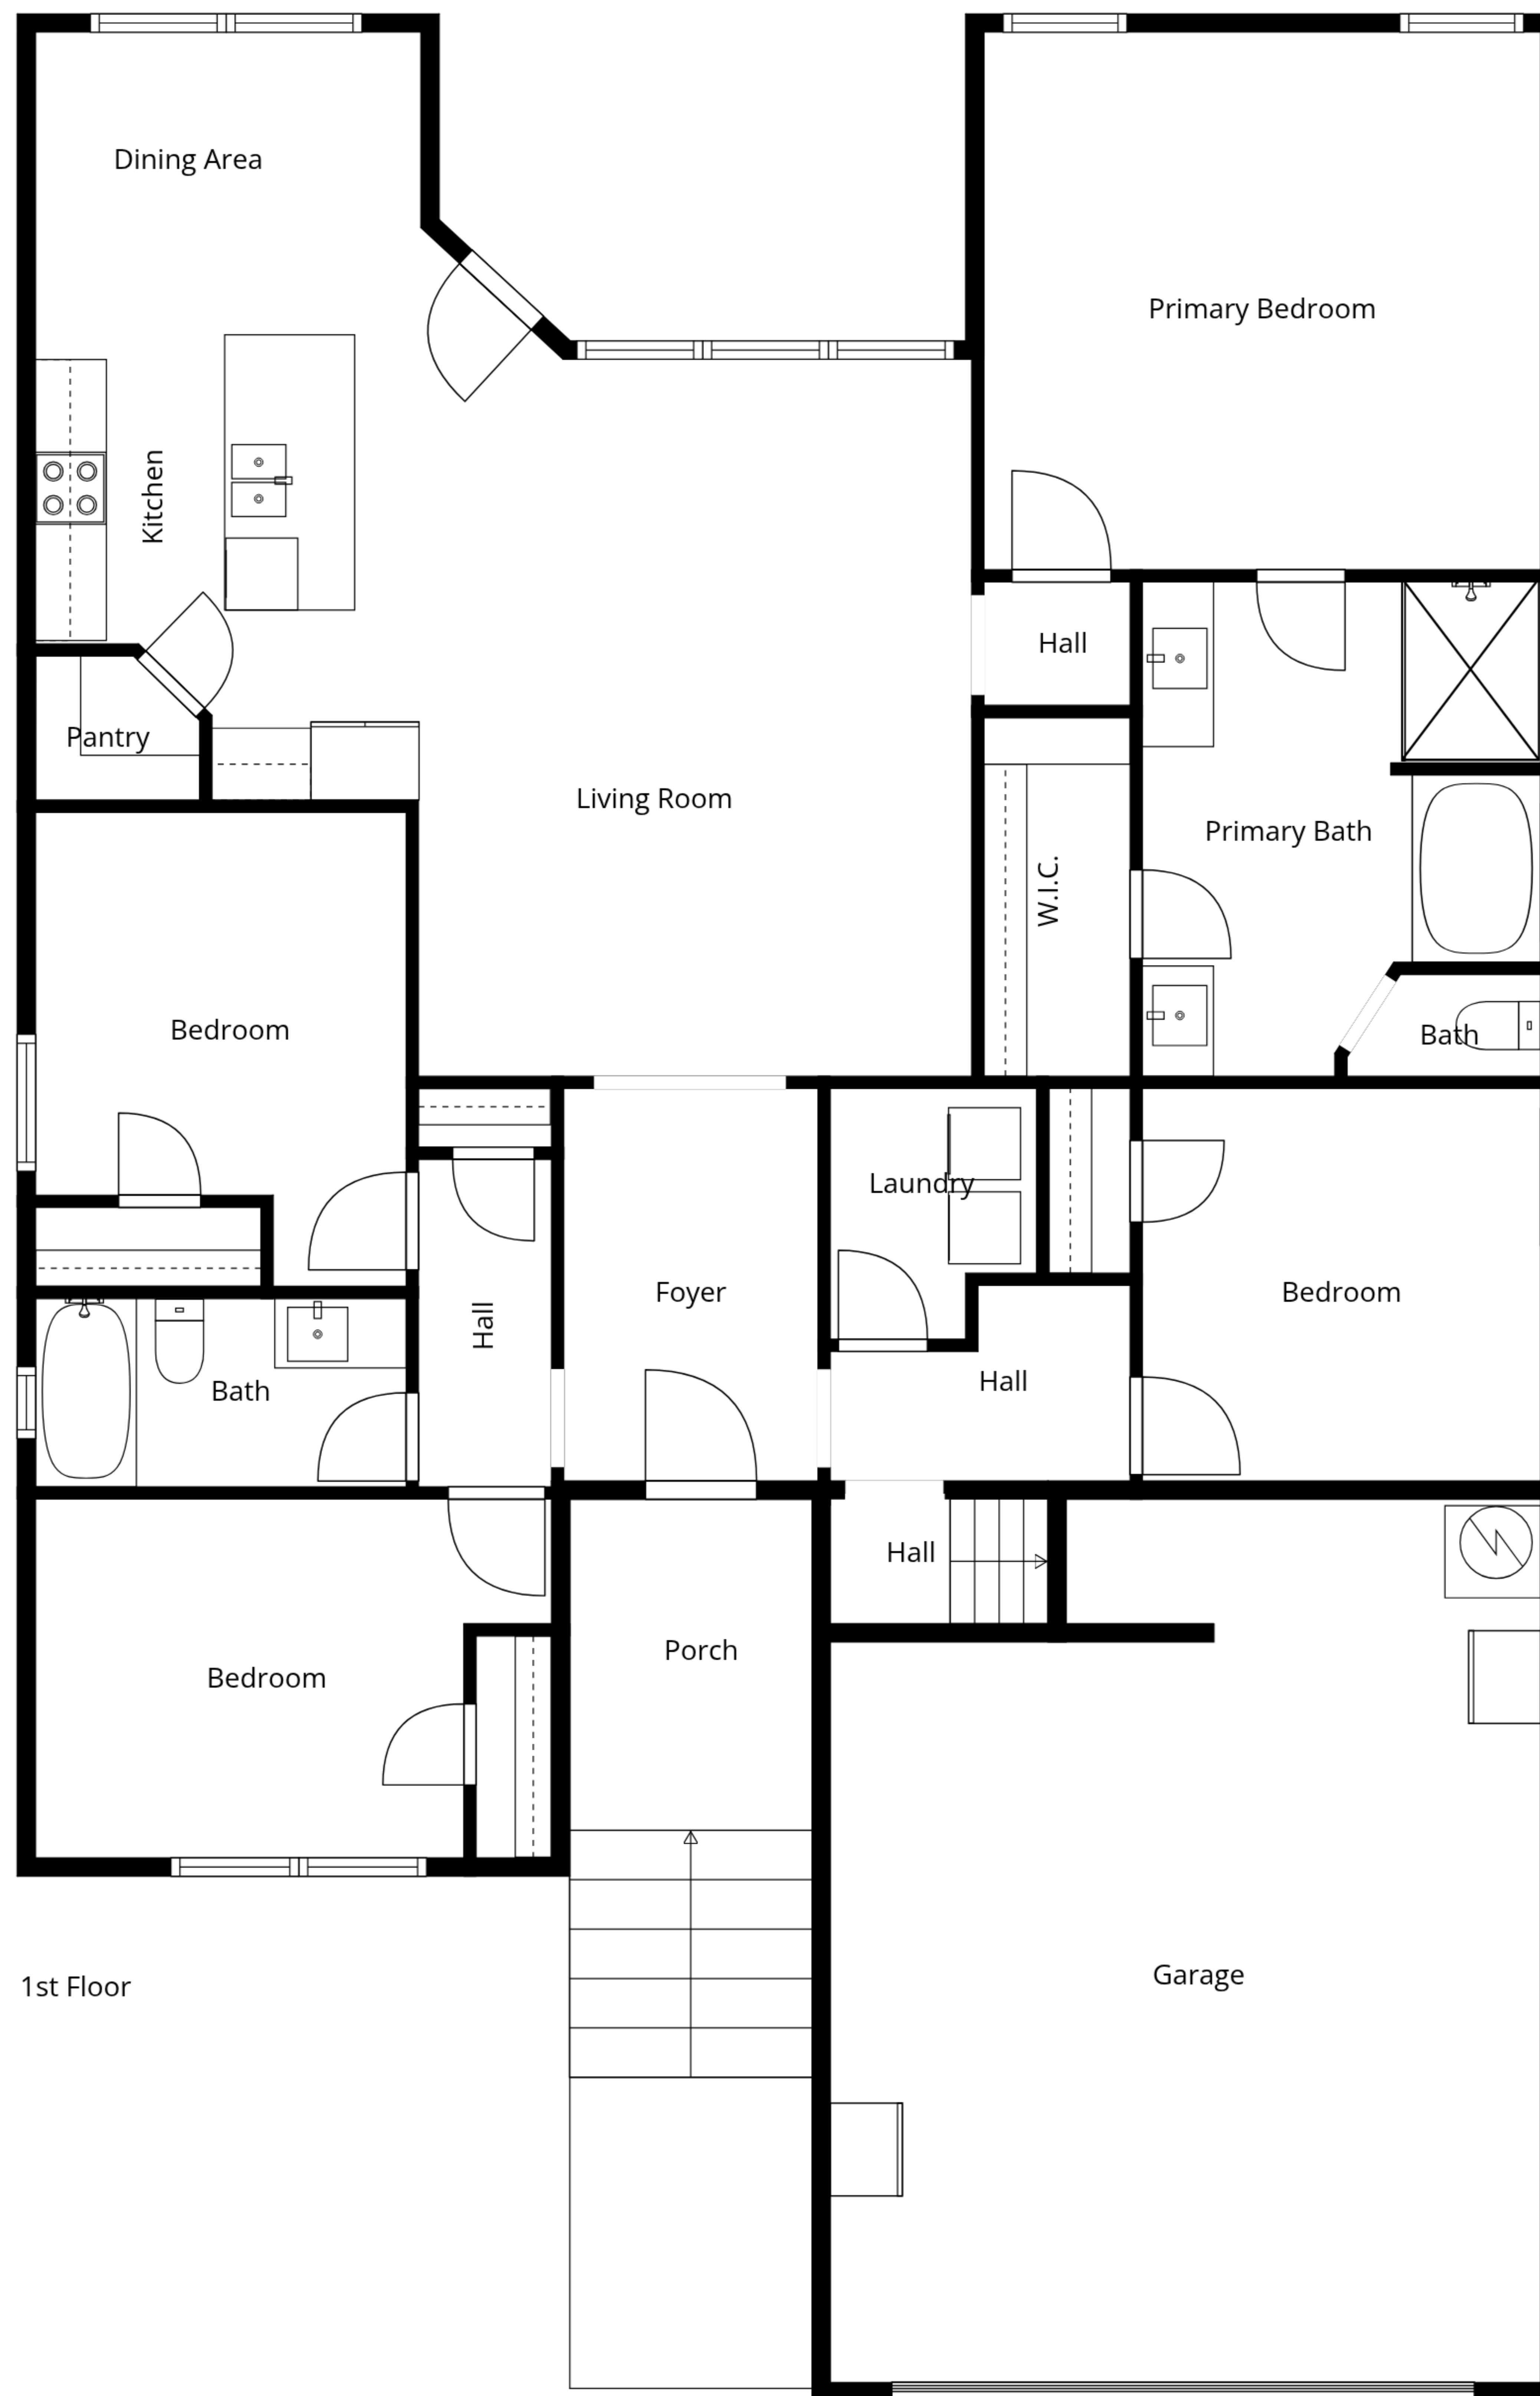 Dining Area
Primary Bedroom
Kitchen
Hall
Pantry
Living Room
Primary Bath
W.I.C.
Bedroom
Bath
Laundry
Foyer
Bedroom
Hall
Hall
Bath
Hall
Porch
Bedroom
Garage
1st Floor